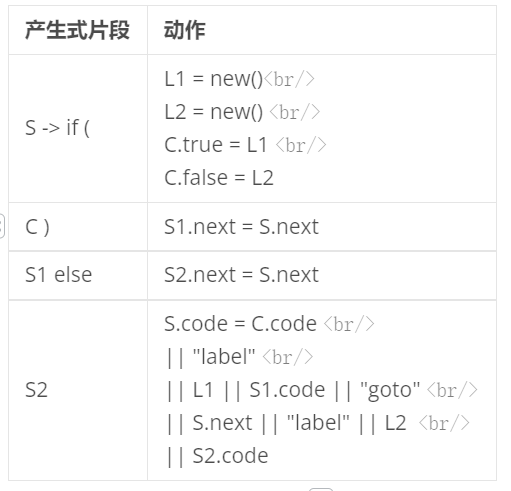 产生式片段 动作
S -> if (
L1 = new()<br/>
L2 = new() <br/>
C.true = L1 <br/>
C.false = L2
C ) S1.next = S.next
S1 else S2.next = S.next
S2
S.code = C.code <br/>
|| "label" <br/>
|| L1 || S1.code || "goto" <br/>
|| S.next || "label" || L2 <br/>
|| S2.code